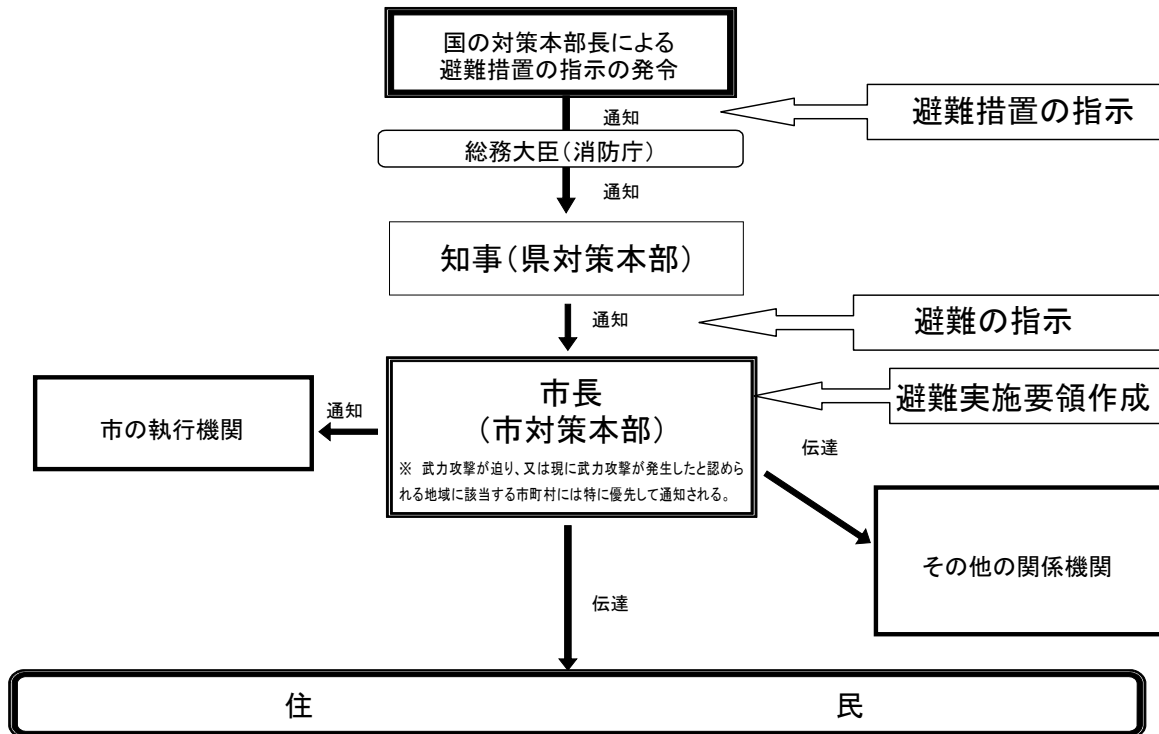 国の対策本部長による
避難措置の指示の発令
通知
避難措置の指示
総務大臣(消防庁)
通知
知事(県対策本部)
通知
避難の指示
市長
(市対策本部)
※ 武力攻撃が迫り、又は現に武力攻撃が発生したと認めら
れる地域に該当する市町村には特に優先して通知される。
避難実施要領作成
通知
市の執行機関
伝達
その他の関係機関
伝達
住 民